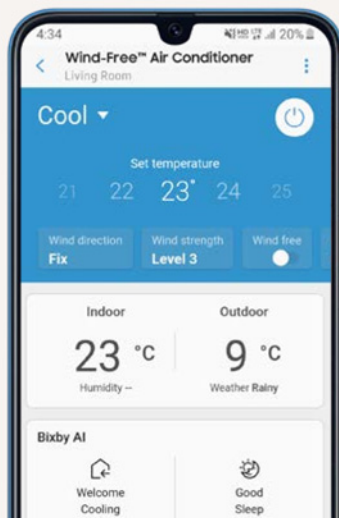 4:34
20%
Wind-Free™ Air Conditioner
Living Room
Cool
Set temperature
21 22 23° 24 25
Wind direction Wind strength Wind free
Fix Level 3
Indoor Outdoor
23 °C 9 °C
Humidity -- Weather Rainy
Bixby AI
Welcome Good
Cooling Sleep